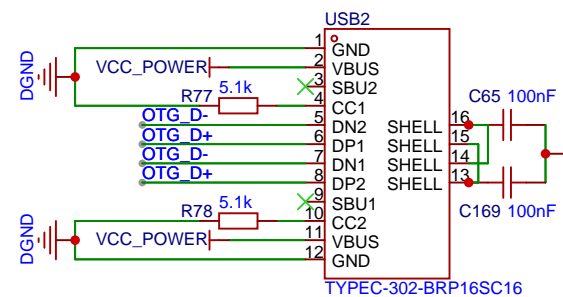 USB2
1 GND
VCC_POWER 2 VBUS
3 SBU2
R77 5.1k 4 CC1
OTG_D- 5 DN2
OTG_D+ 6 DP1
OTG_D- 7 DN1
OTG_D+ 8 DP2
9 SBU1
R78 5.1k 10 CC2
VCC_POWER 11 VBUS
12 GND
DGND
DGND
SHELL 16
SHELL 15
SHELL 14
SHELL 13
C65 100nF
C169 100nF
TYPEC-302-BRP16SC16